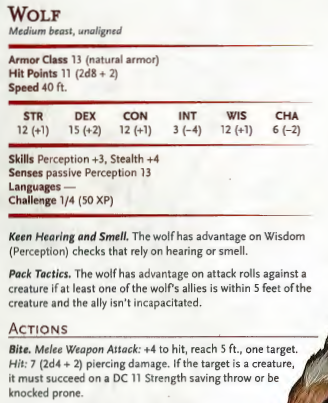 WOLF
Medium beast, unaligned
Armor Class 13 (natural armor)
Hit Points 11 (2d8 + 2)
Speed 40 ft.
STR DEX CON INT WIS CHA
12 (+1) 15 (+2) 12 (+1) 3 (−4) 12 (+1) 6 (−2)
Skills Perception +3, Stealth +4
Senses passive Perception 13
Languages —
Challenge 1/4 (50 XP)
Keen Hearing and Smell. The wolf has advantage on Wisdom
(Perception) checks that rely on hearing or smell.
Pack Tactics. The wolf has advantage on attack rolls against a
creature if at least one of the wolf's allies is within 5 feet of the
creature and the ally isn't incapacitated.
ACTIONS
Bite. Melee Weapon Attack: +4 to hit, reach 5 ft., one target.
Hit: 7 (2d4 + 2) piercing damage. If the target is a creature,
it must succeed on a DC 11 Strength saving throw or be
knocked prone.